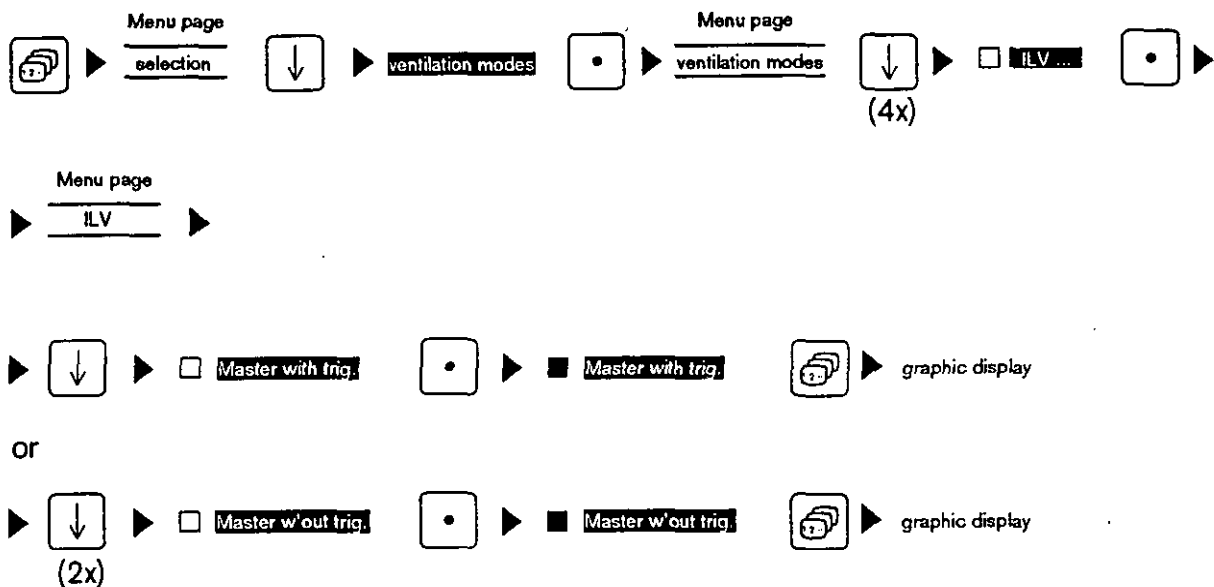 Menu page Menu page
selection ventilation modes ventilation modes ILV ...
(4x)
Menu page
ILV
Master with trig. Master with trig. graphic display
or
Master w'out trig. Master w'out trig. graphic display
(2x)